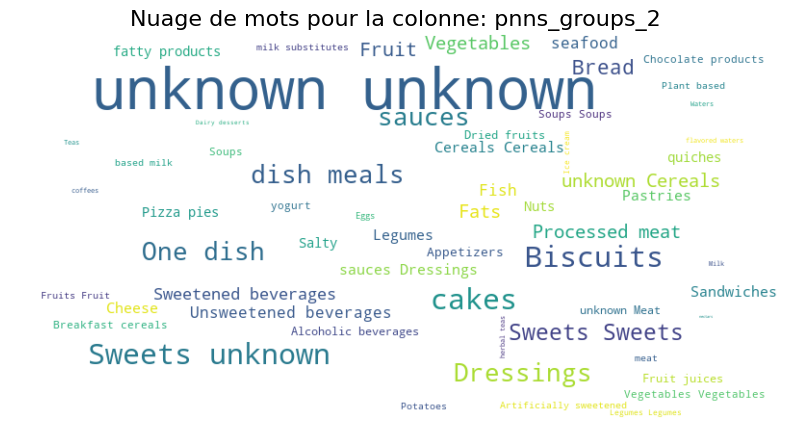 Nuage de mots pour la colonne: pnns_groups_2
fatty products
milk substitutes
Fruit
Vegetables
seafood
unknown unknown
Bread
Chocolate products
Plant based
Waters
sauces
Soups Soups
Dairy desserts
Teas
Dried fruits
Flavored waters
Cereals Cereals
Ice cream
Soups
based milk
quiches
dish meals
unknown Cereals
coffees
Fish
Pastries
Pizza pies
yogurt
Eggs
Fats
Nuts
Legumes
Processed meat
One dish
Salty
Appetizers
Biscuits
sauces Dressings
Milk
Fruits Fruit
Sweetened beverages
cakes
Sandwiches
Cheese
Unsweetened beverages
unknown Meat
Breakfast cereals
Alcoholic beverages
herbal teas
Sweets Sweets
Sweets unknown
meat
Dressings
Fruit juices
Vegetables Vegetables
Potatoes
Artificially sweetened
Legumes Legumes